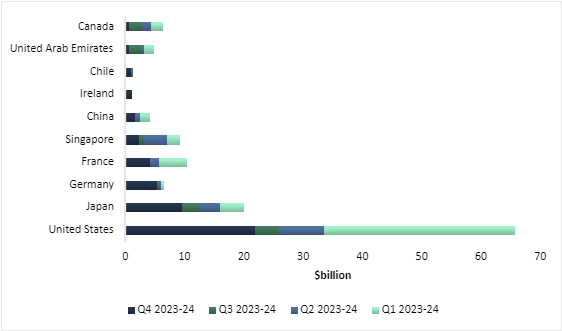 Canada
United Arab Emirates
Chile
Ireland
China
Singapore
France
Germany
Japan
United States
0 10 20 30 40 50 60 70
$billion
Q4 2023-24 Q3 2023-24 Q2 2023-24 Q1 2023-24